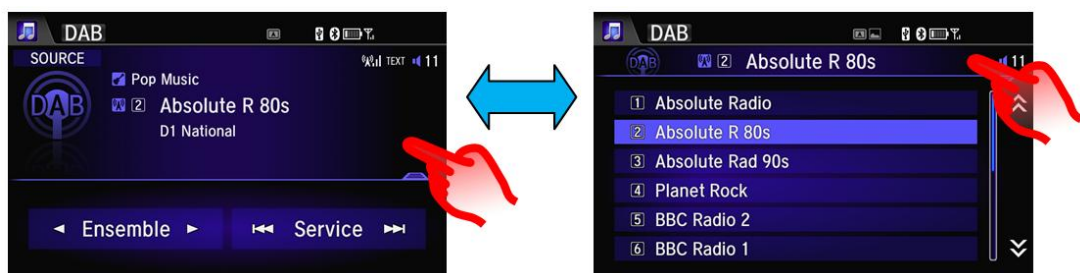 DAB
SOURCE
TEXT 11
Pop Music
DAB 2 Absolute R 80s
D1 National
Ensemble
Service
DAB
11
DAB 2 Absolute R 80s
1 Absolute Radio
2 Absolute R 80s
3 Absolute Rad 90s
4 Planet Rock
5 BBC Radio 2
6 BBC Radio 1